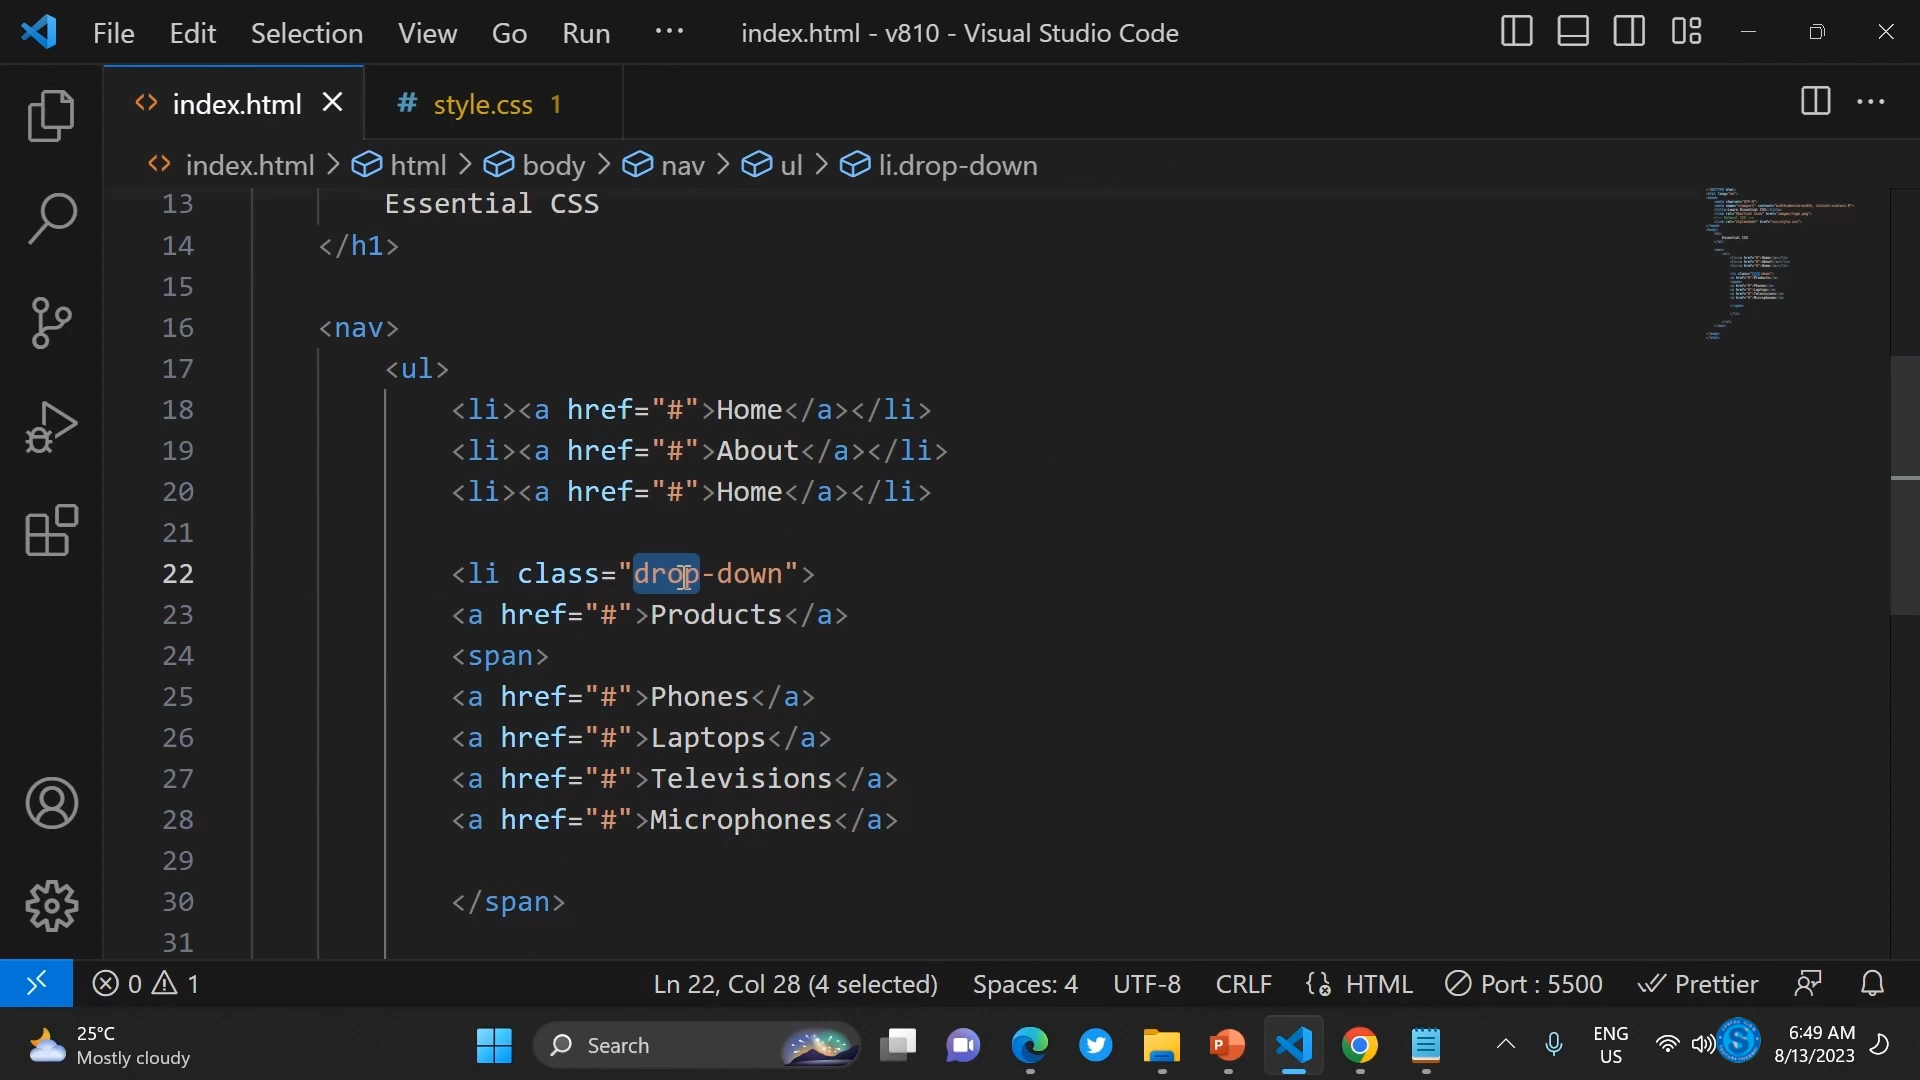 File Edit Selection View Go Run ··· index.html - v810 - Visual Studio Code
index.html # style.css 1
index.html > html > body > nav > ul > li.drop-down
13 Essential CSS
14 </h1>
15
16 <nav>
17 <ul>
18 <li><a href="#">Home</a></li>
19 <li><a href="#">About</a></li>
20 <li><a href="#">Home</a></li>
21
22 <li class="drop-down">
23 <a href="#">Products</a>
24 <span>
25 <a href="#">Phones</a>
26 <a href="#">Laptops</a>
27 <a href="#">Televisions</a>
28 <a href="#">Microphones</a>
29
30 </span>
31
0 1 Ln 22, Col 28 (4 selected) Spaces: 4 UTF-8 CRLF HTML Port : 5500 Prettier
25°C
Mostly cloudy
Search
ENG
US
6:49 AM
8/13/2023